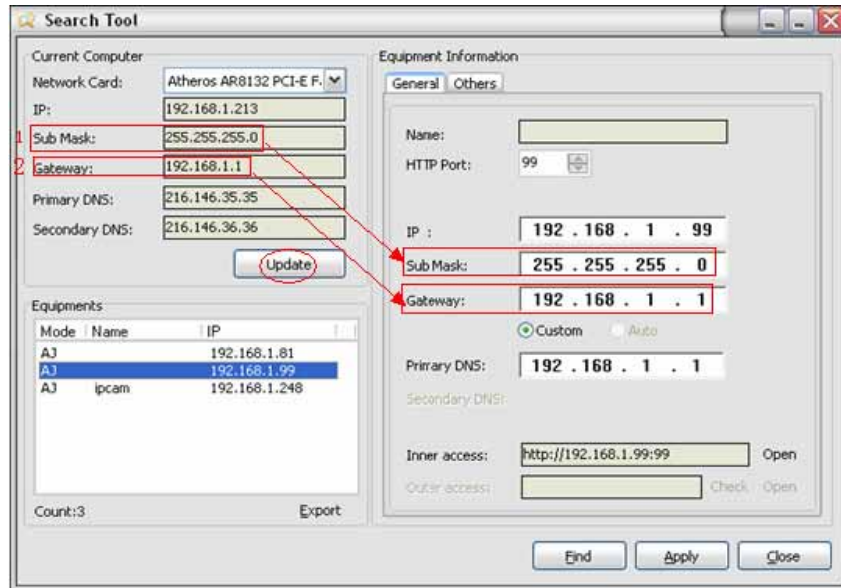 Search Tool
Current Computer
Network Card: Atheros AR8132 PCI-E F.
IP: 192.168.1.213
1 Sub Mask: 255.255.255.0
2 Gateway: 192.168.1.1
Primary DNS: 216.146.35.35
Secondary DNS: 216.146.36.36
Update
Equipments
Mode Name IP
AJ 192.168.1.81
AJ 192.168.1.99
AJ ipcam 192.168.1.248
Count:3 Export
Equipment Information
General Others
Name:
HTTP Port: 99
IP : 192 . 168 . 1 . 99
Sub Mask: 255 . 255 . 255 . 0
Gateway: 192 . 168 . 1 . 1
Custom Auto
Primary DNS: 192 . 168 . 1 . 1
Secondary DNS:
Inner access: http://192.168.1.99:99 Open
Outer access: Check Open
Find Apply Close